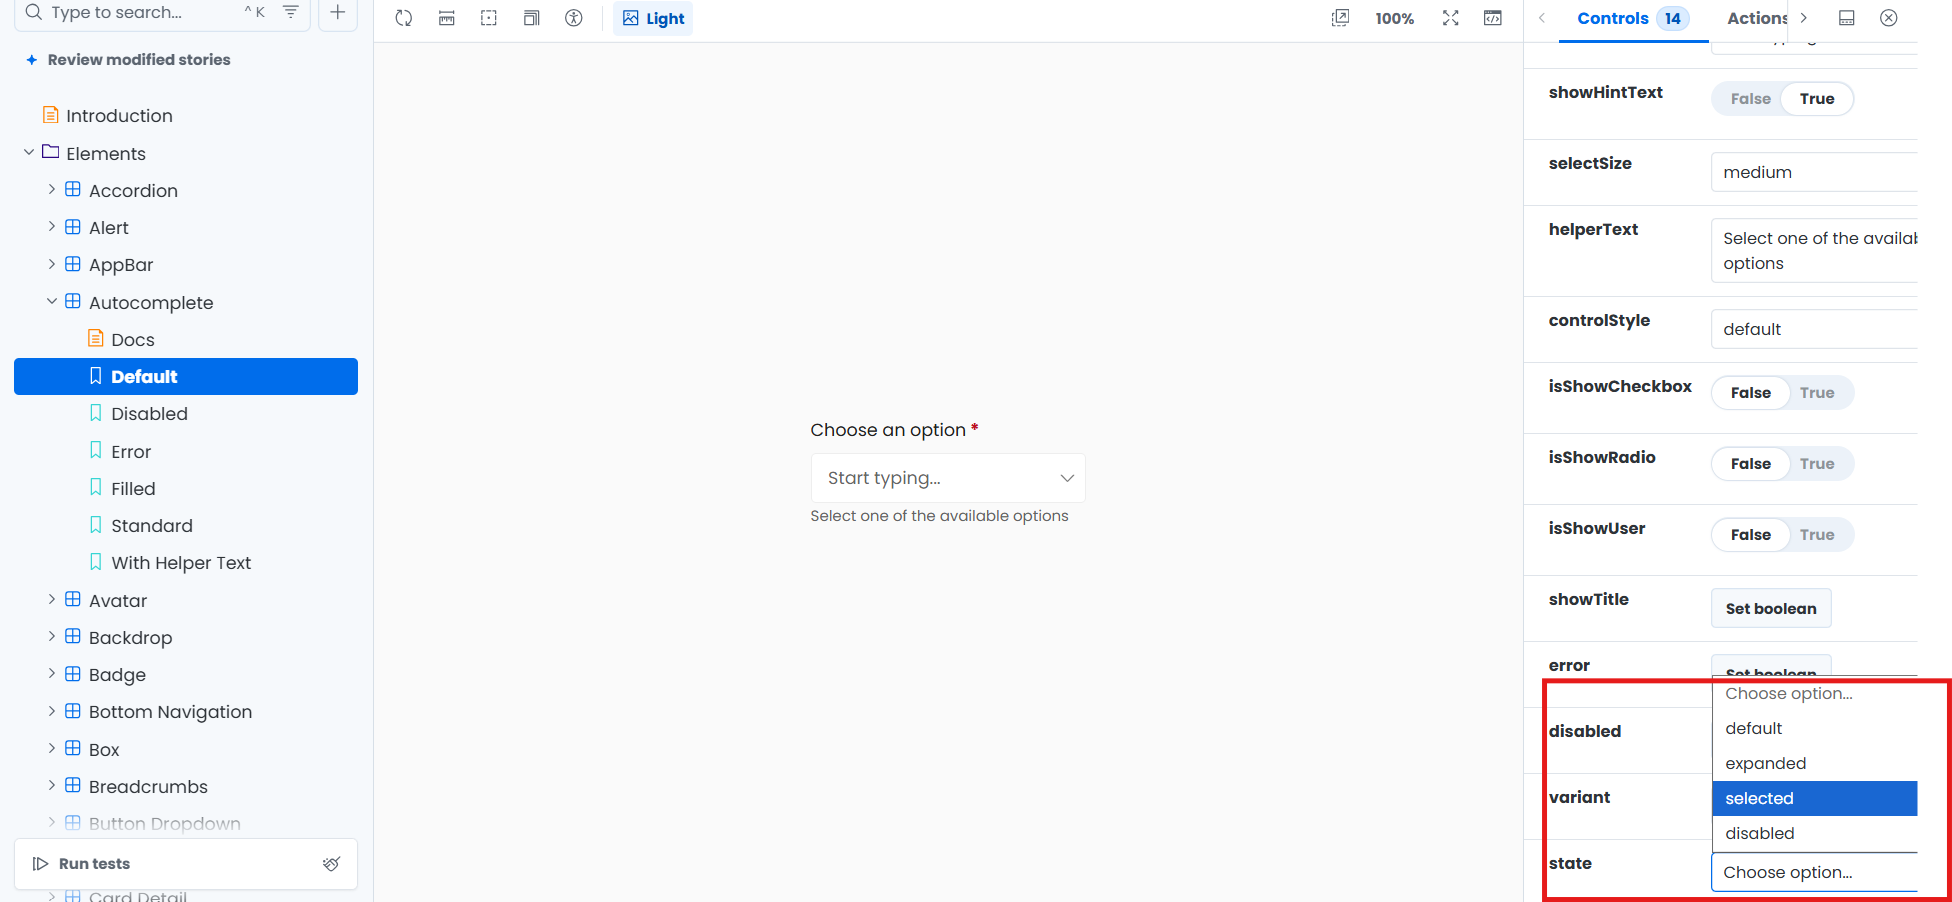 Type to search...
^ K
Review modified stories
Introduction
Elements
Accordion
Alert
AppBar
Autocomplete
Docs
Default
Disabled
Error
Filled
Standard
With Helper Text
Avatar
Backdrop
Badge
Bottom Navigation
Box
Breadcrumbs
Button Dropdown
Run tests
Card Detail
Light
100%
Choose an option *
Start typing...
Select one of the available options
Controls 14
Actions
showHintText
False True
selectSize
medium
helperText
Select one of the availab
options
controlStyle
default
isShowCheckbox
False True
isShowRadio
False True
isShowUser
False True
showTitle
Set boolean
error
Set boolean
Choose option...
disabled
default
expanded
variant
selected
disabled
state
Choose option...